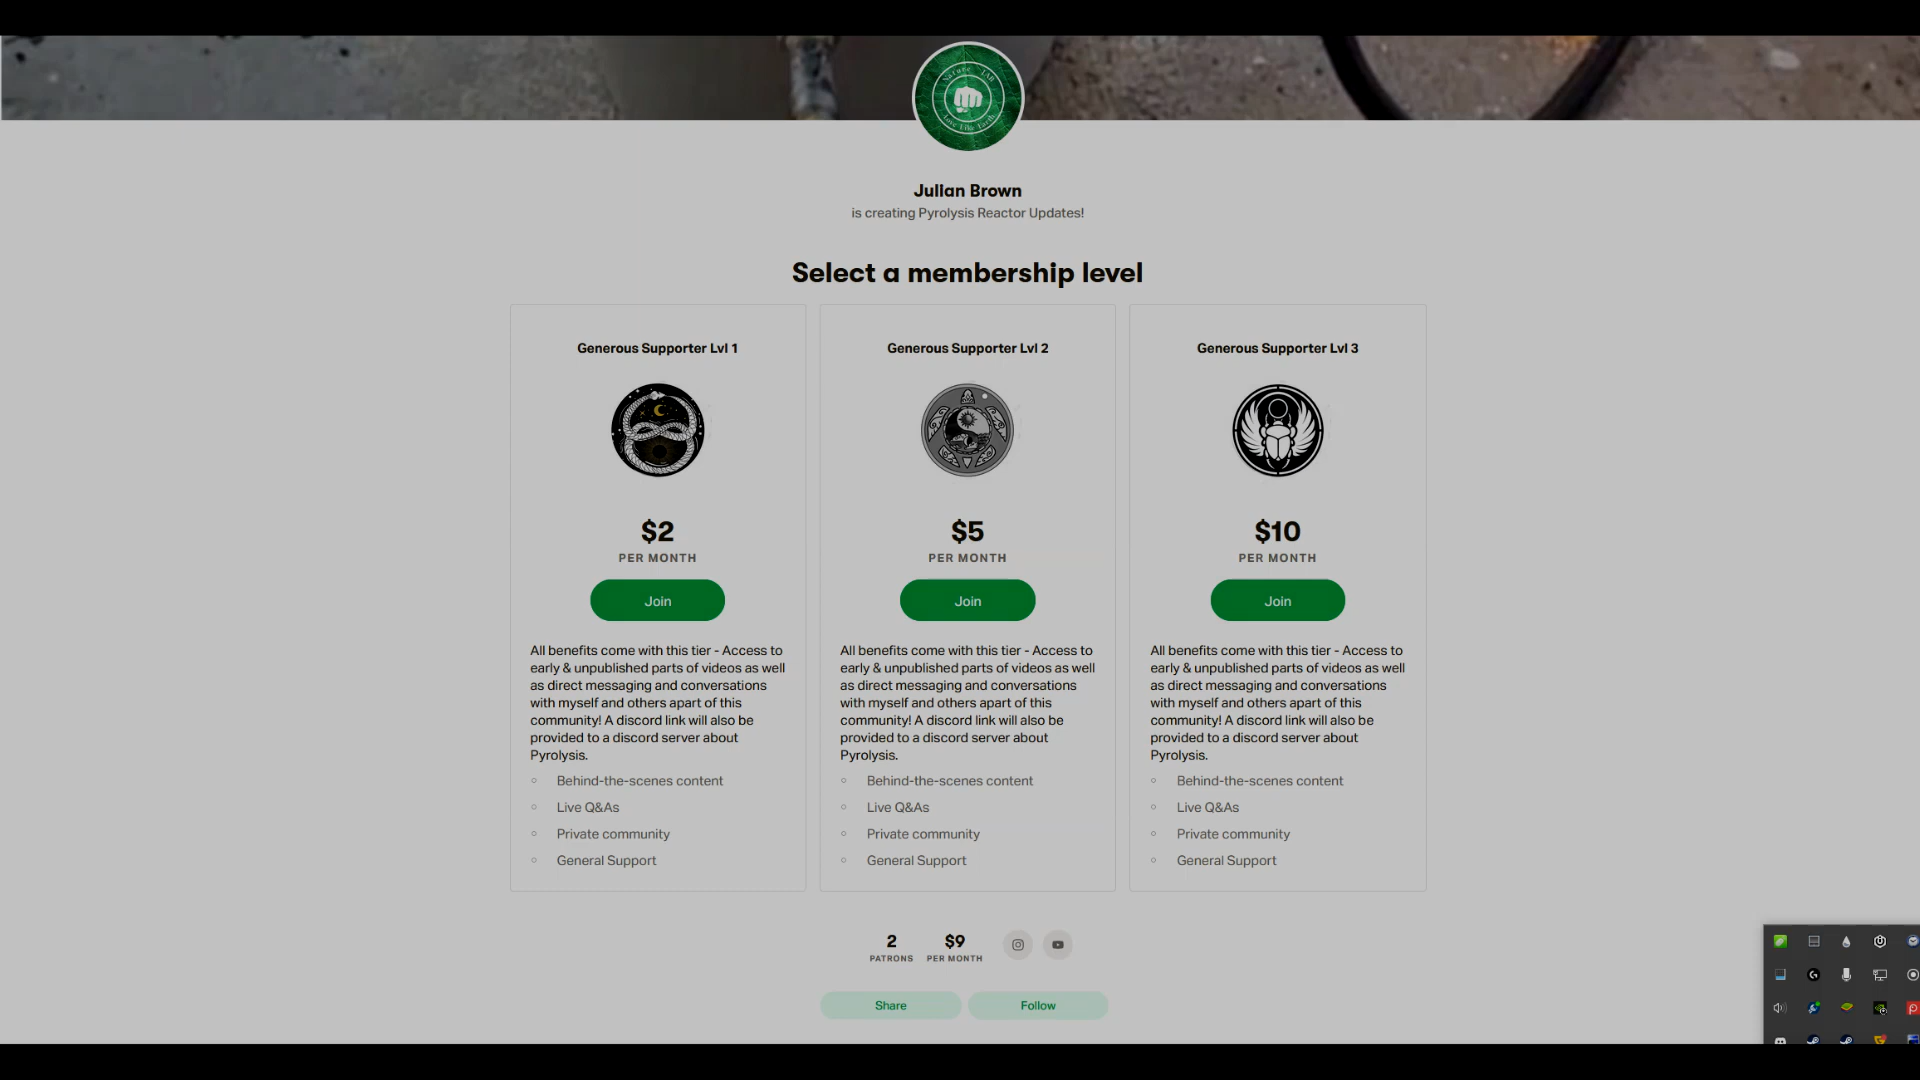 Nature JAB
Love Like Earth
Julian Brown
is creating Pyrolysis Reactor Updates!
Select a membership level
Generous Supporter Lvl 1
$2
PER MONTH
Join
All benefits come with this tier - Access to
early & unpublished parts of videos as well
as direct messaging and conversations
with myself and others apart of this
community! A discord link will also be
provided to a discord server about
Pyrolysis.
Behind-the-scenes content
Live Q&As
Private community
General Support
Generous Supporter Lvl 2
$5
PER MONTH
Join
All benefits come with this tier - Access to
early & unpublished parts of videos as well
as direct messaging and conversations
with myself and others apart of this
community! A discord link will also be
provided to a discord server about
Pyrolysis.
Behind-the-scenes content
Live Q&As
Private community
General Support
Generous Supporter Lvl 3
$10
PER MONTH
Join
All benefits come with this tier - Access to
early & unpublished parts of videos as well
as direct messaging and conversations
with myself and others apart of this
community! A discord link will also be
provided to a discord server about
Pyrolysis.
Behind-the-scenes content
Live Q&As
Private community
General Support
2
PATRONS
$9
PER MONTH
Share
Follow